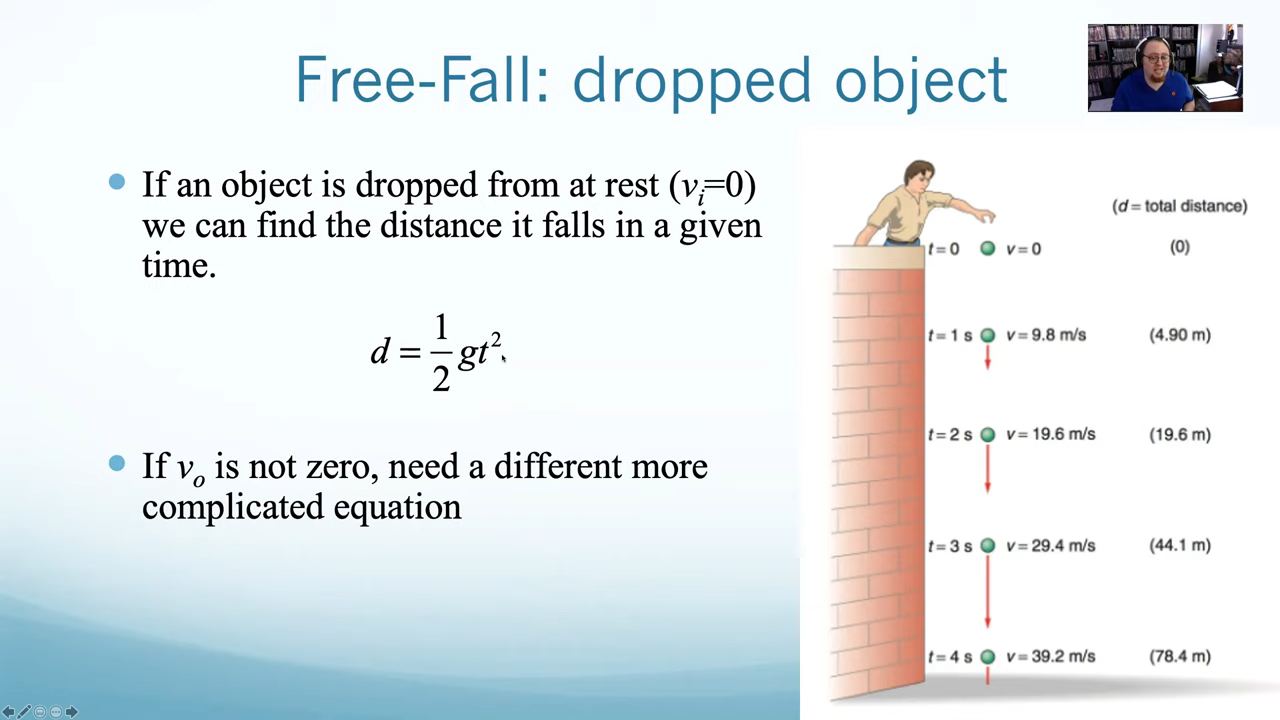 Free-Fall: dropped object
If an object is dropped from at rest (vᵢ=0)
we can find the distance it falls in a given
time.
d = 1/2 gt²
If vₒ is not zero, need a different more
complicated equation
(d = total distance)
t = 0 v = 0 (0)
t = 1 s v = 9.8 m/s (4.90 m)
t = 2 s v = 19.6 m/s (19.6 m)
t = 3 s v = 29.4 m/s (44.1 m)
t = 4 s v = 39.2 m/s (78.4 m)